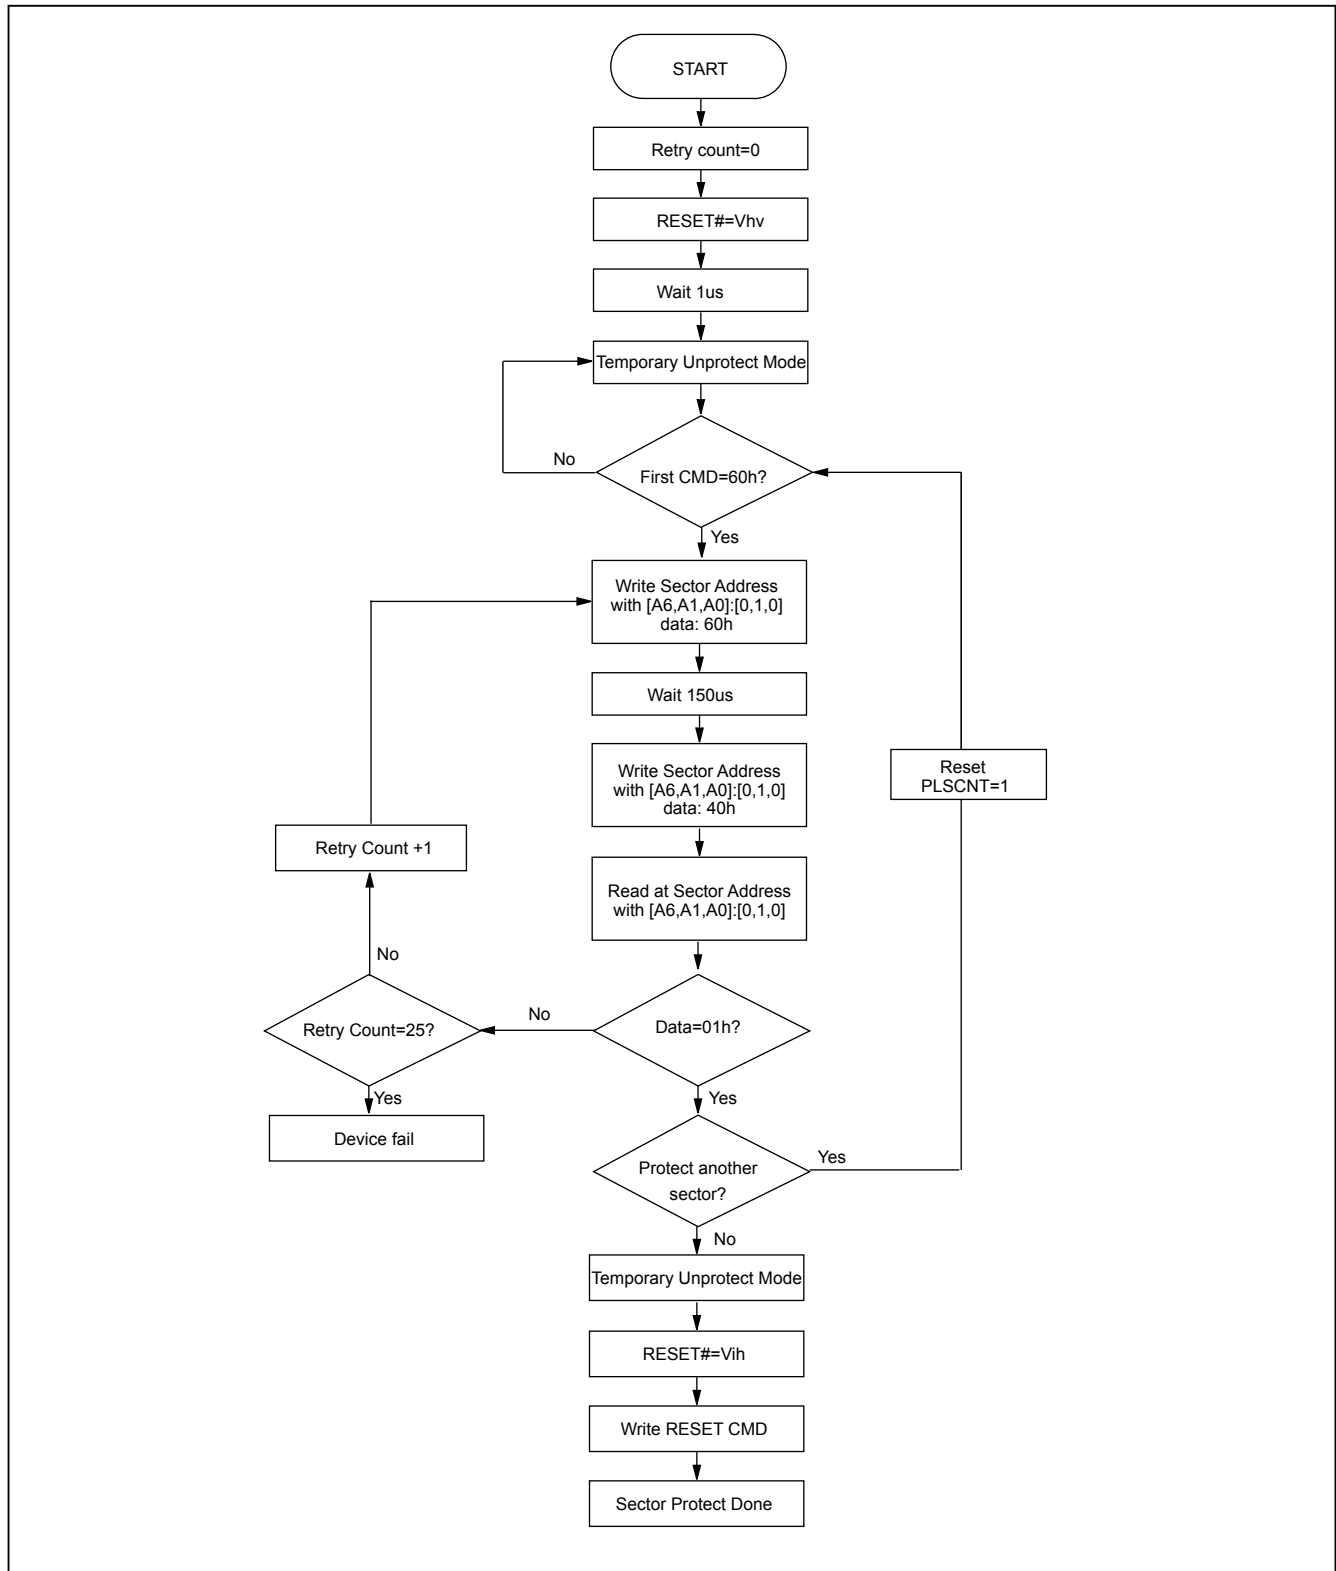 START
Retry count=0
RESET#=Vhv
Wait 1us
Temporary Unprotect Mode
No
First CMD=60h?
Yes
Write Sector Address
with [A6,A1,A0]:[0,1,0]
data: 60h
Wait 150us
Write Sector Address
with [A6,A1,A0]:[0,1,0]
data: 40h
Reset
PLSCNT=1
Retry Count +1
Read at Sector Address
with [A6,A1,A0]:[0,1,0]
No
Retry Count=25?
No
Data=01h?
Yes
Yes
Device fail
Protect another
sector?
Yes
No
Temporary Unprotect Mode
RESET#=Vih
Write RESET CMD
Sector Protect Done